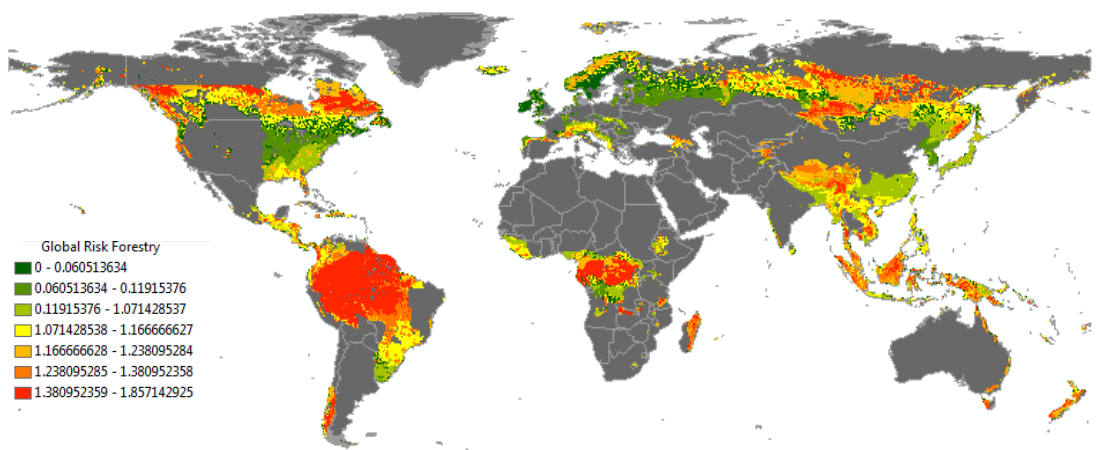 Global Risk Forestry
0 - 0.060513634
0.060513634 - 0.11915376
0.11915376 - 1.071428537
1.071428538 - 1.166666627
1.166666628 - 1.238095284
1.238095285 - 1.380952358
1.380952359 - 1.857142925